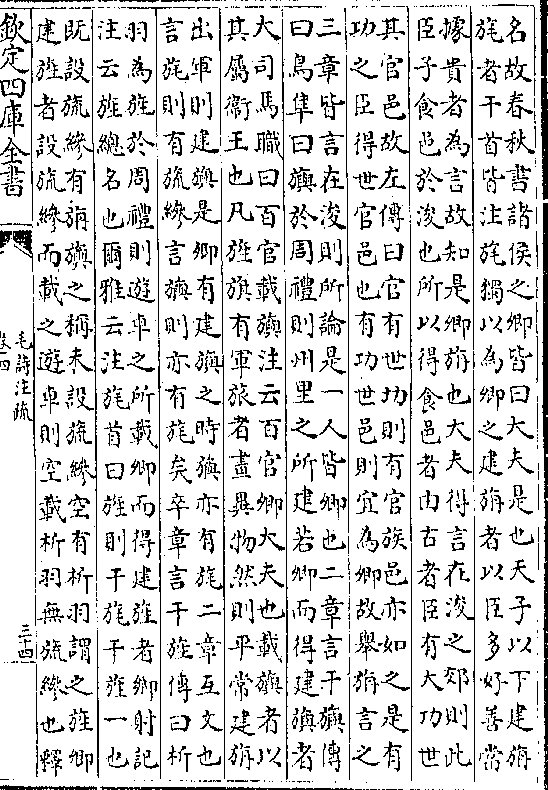 名故春秋書諸侯之卿皆曰大夫是也天子以下建旃
旄者干首皆注旄獨以為卿之建旃者以臣多好善當
據貴者為言故知是卿旃也大夫得言在浚之郊則此
臣子食邑於浚也所以得食邑者由古者臣有大功世
其官邑故左傳曰官有世功則有官族邑亦如之是有
功之臣得世官邑也有功世邑則宜為卿故舉旃言之
三章皆言在浚則所論是一人皆卿也二章言干旟傳
曰鳥隼曰旟於周禮則州里之所建若卿而得建旟者
大司馬職曰百官載旟注云百官卿大夫也載旟者以
其屬衞王也凡旌旗有軍旅者畫異物然則平常建旃
出軍則建旟是卿有建旟之時旟亦有旄二章互文也
言旄則有旒縿言旟則亦有旄矣卒章言干旌傳曰析
羽為旌於周禮則遊車之所載卿而得建旌者鄉射記
注云旌總名也爾雅云注旄首曰旌則干旄干旌一也
既設旒縿有旃旟之稱未設旒縿空有析羽謂之旌卿
建旌者設旒縿而載之遊車則空載析羽無旒縿也釋
欽定四庫全書
毛詩注疏
卷四
三十四